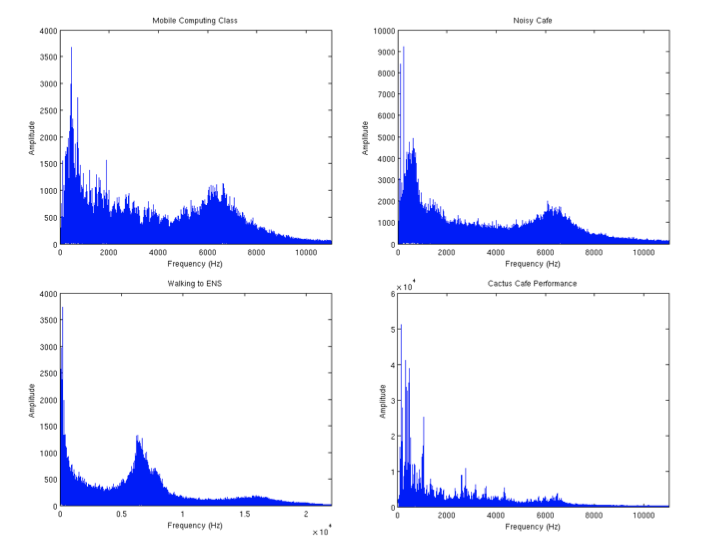 Mobile Computing Class
4000
3500
3000
2500
2000
1500
1000
500
0
Amplitude
0 2000 4000 6000 8000 10000
Frequency (Hz)
Noisy Cafe
10000
9000
8000
7000
6000
5000
4000
3000
2000
1000
0
Amplitude
0 2000 4000 6000 8000 10000
Frequency (Hz)
Walking to ENS
4000
3500
3000
2500
2000
1500
1000
500
0
Amplitude
0 0.5 1 1.5 2
Frequency (Hz)
× 10⁴
Cactus Cafe Performance
× 10⁴
6
5
4
3
2
1
0
Amplitude
0 2000 4000 6000 8000 10000
Frequency (Hz)